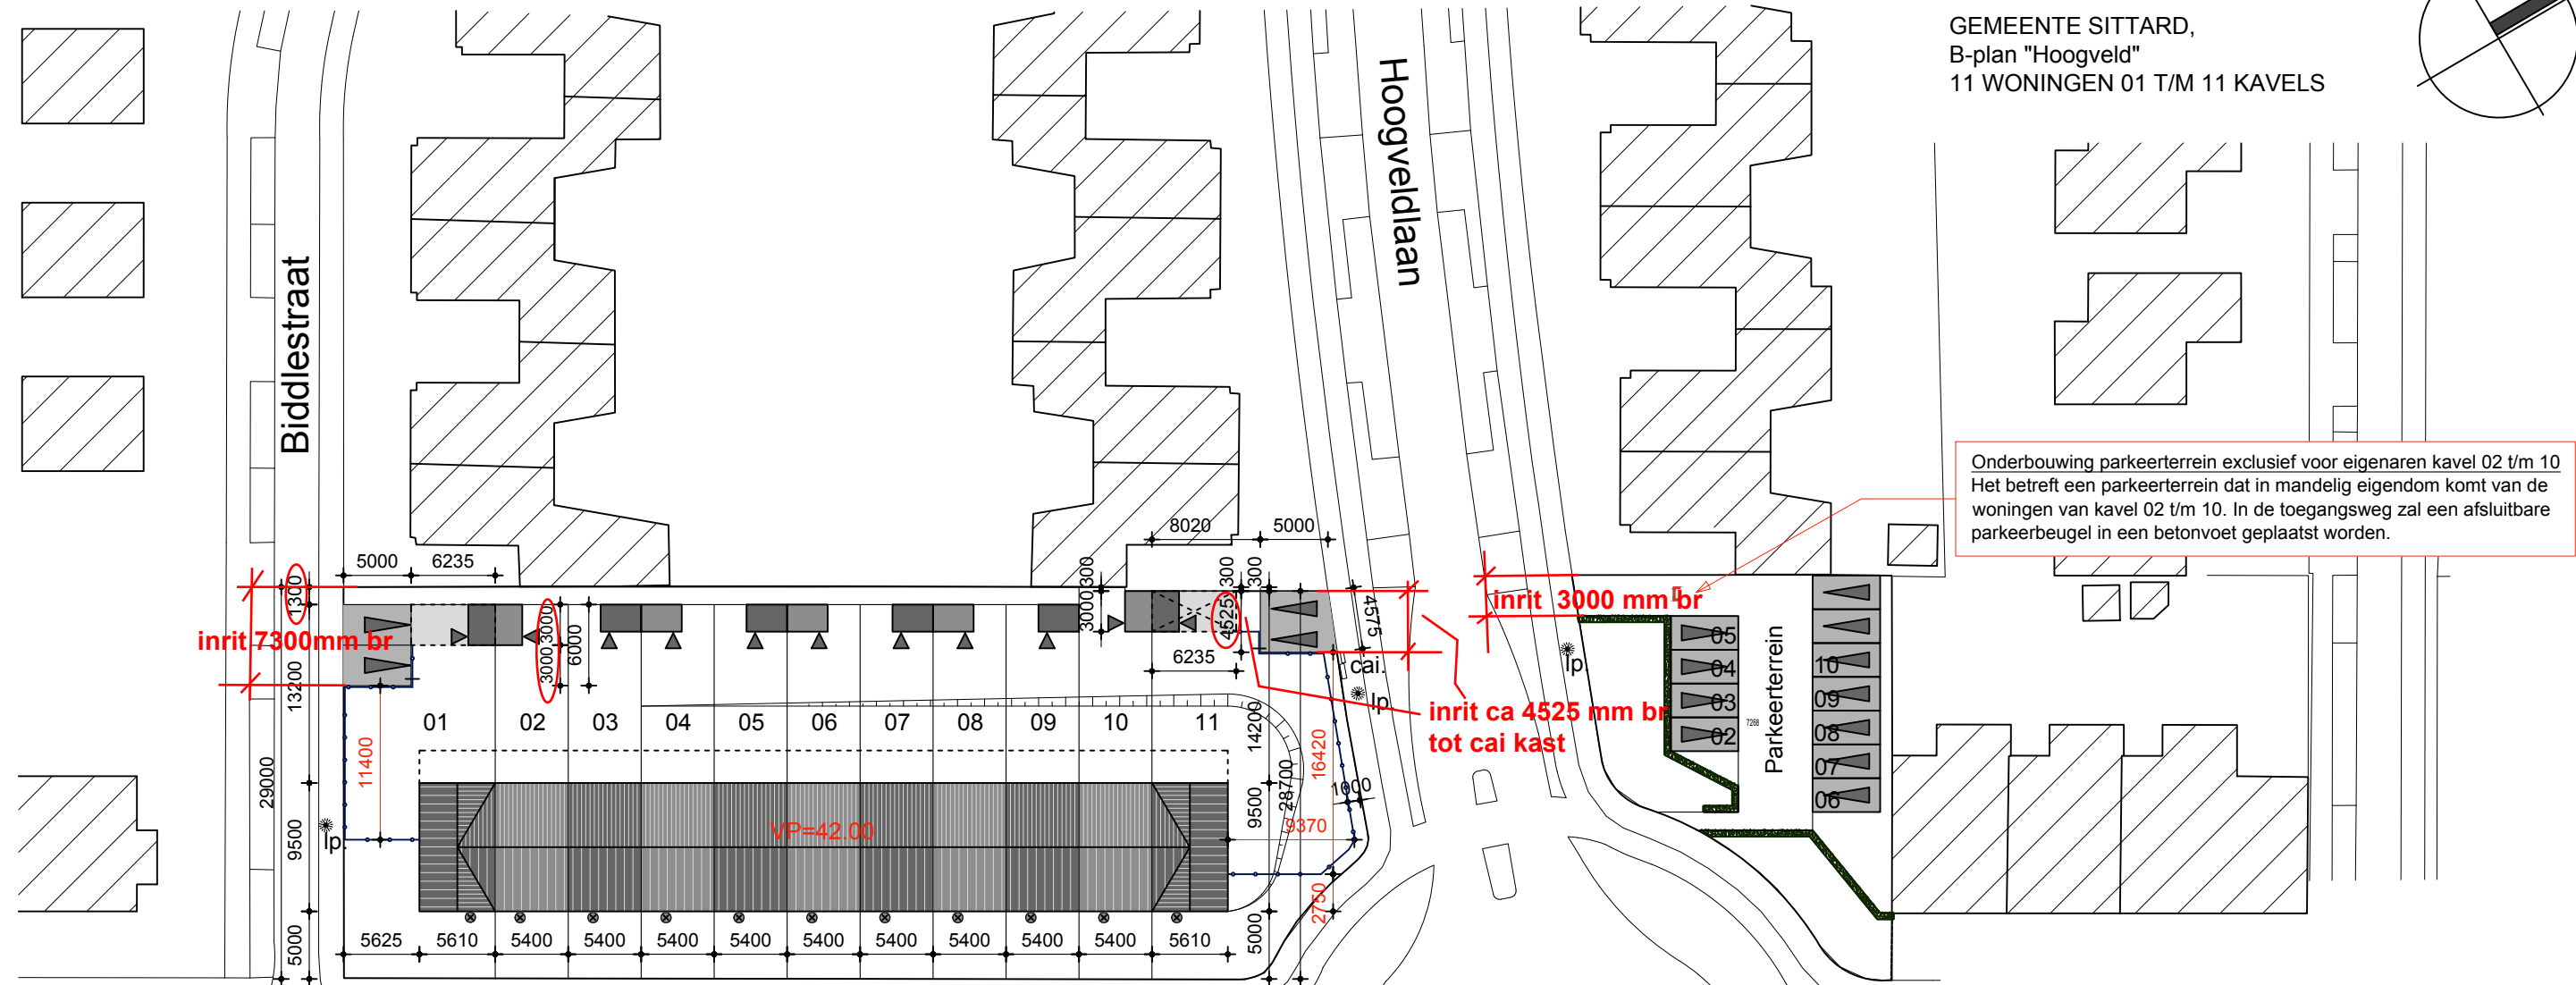 GEMEENTE SITTARD,
B-plan "Hoogveld"
11 WONINGEN 01 T/M 11 KAVELS
Biddlestraat
Hoogveldlaan
Onderbouwing parkeerterrein exclusief voor eigenaren kavel 02 t/m 10
Het betreft een parkeerterrein dat in mandelig eigendom komt van de
woningen van kavel 02 t/m 10. In de toegangsweg zal een afsluitbare
parkeerbeugel in een betonvoet geplaatst worden.
8020 5000
5000 6235
1300
inrit 7300mm br
13200
29000
11400
9500
5000
lp.
3000
3000
6000
300
3000
300
300
4525
6235
4575
cai.
lp.
inrit 3000 mm br
lp.
inrit ca 4525 mm br
tot cai kast
01 02 03 04 05 06 07 08 09 10 11
14200
28700
16420
1000
9500
9370
2750
5000
VP=42.00
5625 5610 5400 5400 5400 5400 5400 5400 5400 5400 5400 5610
05
04
03
02
7268
Parkeerterrein
10
09
08
07
06